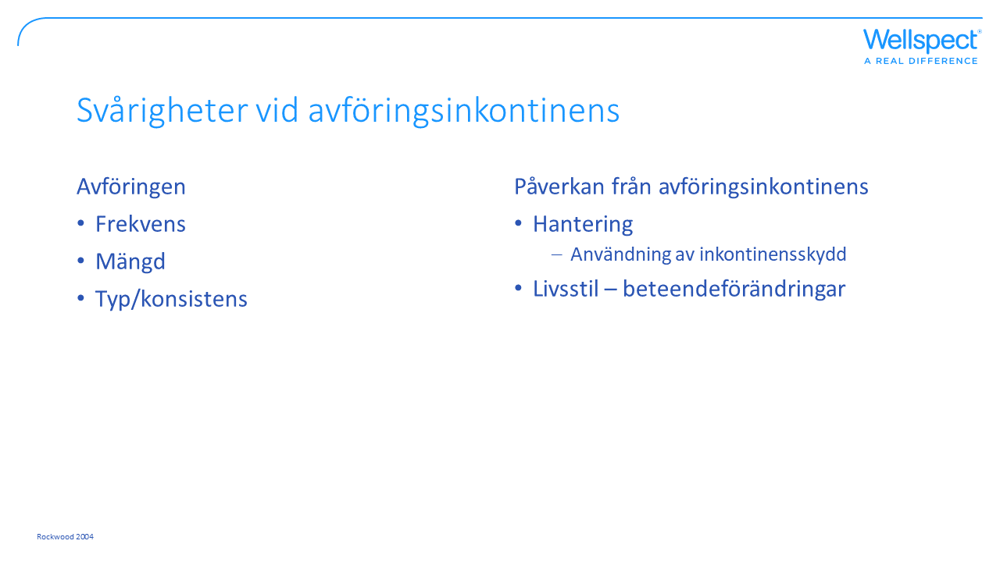 Wellspect®
A REAL DIFFERENCE
Svårigheter vid avföringsinkontinens
Avföringen
• Frekvens
• Mängd
• Typ/konsistens
Påverkan från avföringsinkontinens
• Hantering
– Användning av inkontinensskydd
• Livsstil – beteendeförändringar
Rockwood 2004